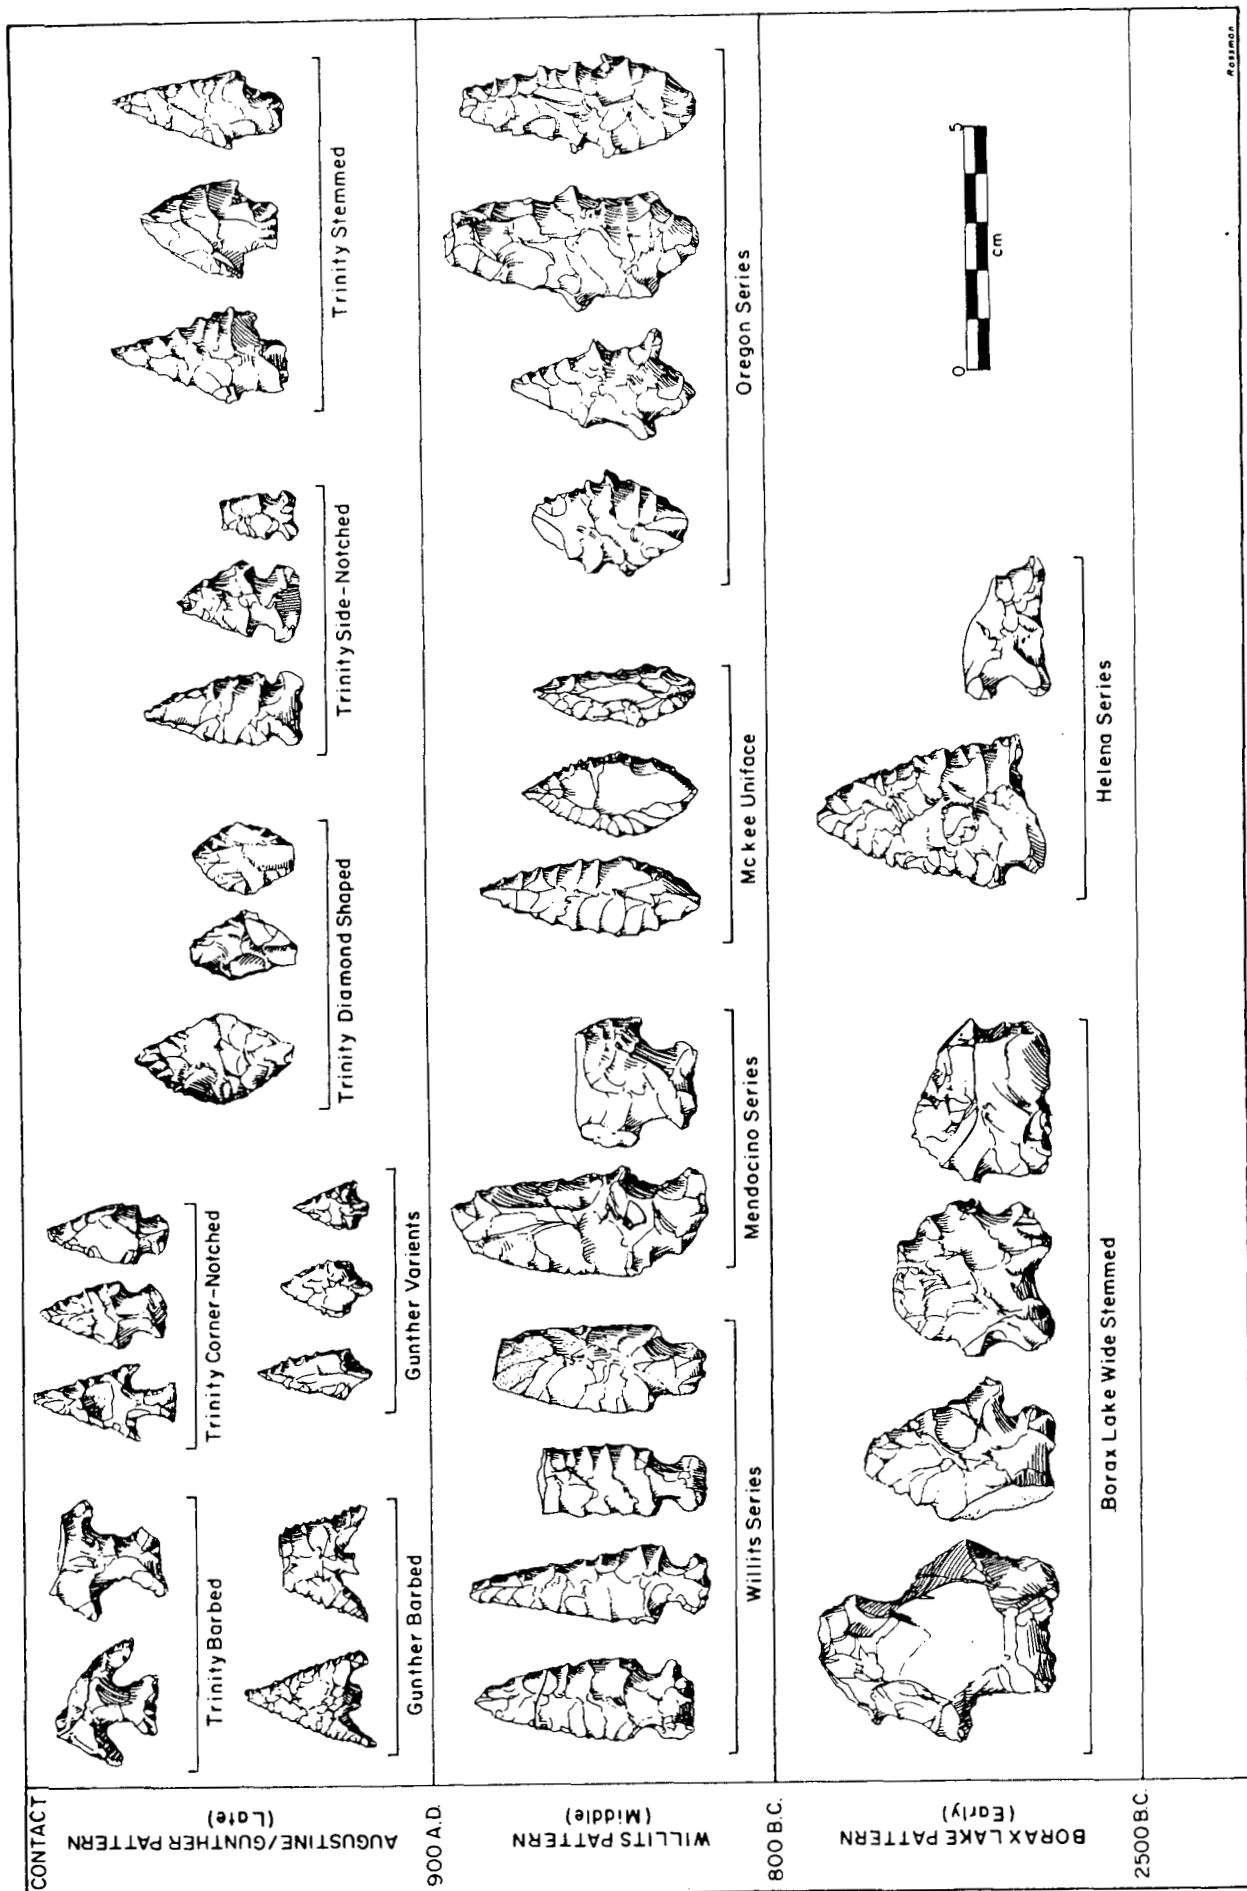 CONTACT
AUGUSTINE/GUNTHER PATTERN
(Late)
Trinity Barbed
Trinity Corner-Notched
Gunther Barbed
Gunther Varients
Trinity Diamond Shaped
Trinity Side-Notched
Trinity Stemmed
900 A.D.
WILLITS PATTERN
(Middle)
Willits Series
Mendocino Series
Mckee Uniface
Oregon Series
800 B.C.
BORAX LAKE PATTERN
(Early)
Borax Lake Wide Stemmed
Helena Series
0
5
cm
2500 B.C.
Rossman